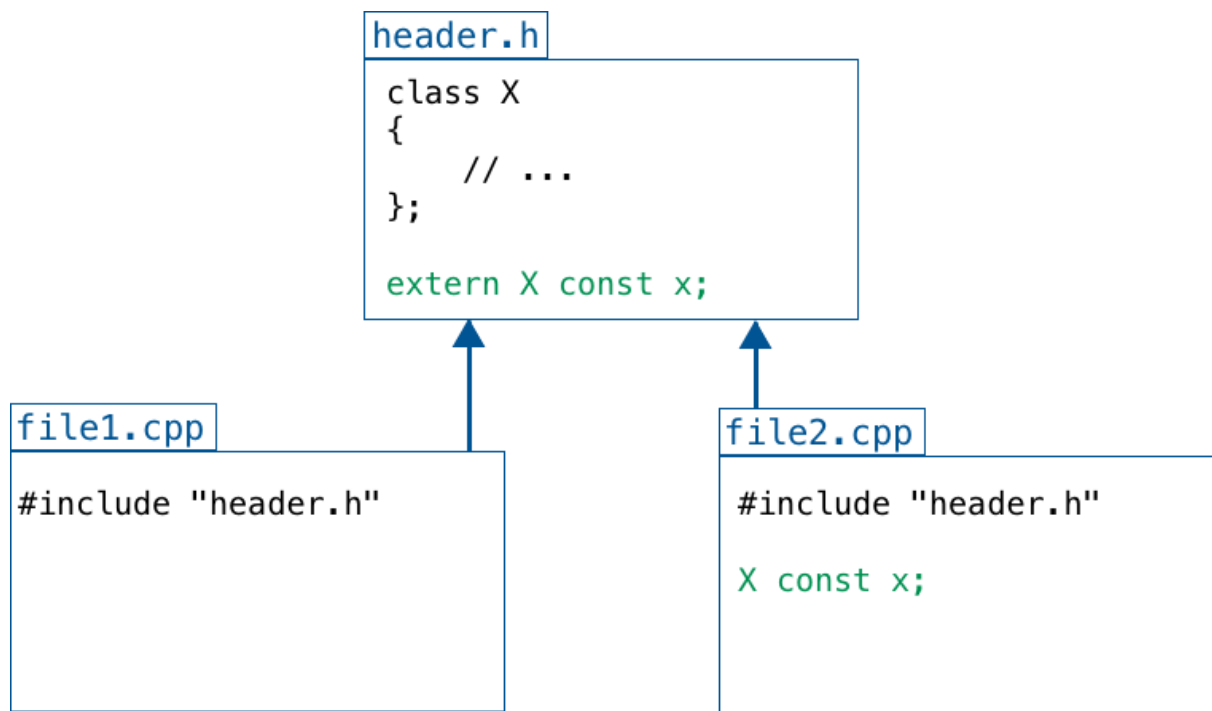 header.h
class X
{
// ...
};
extern X const x;
file1.cpp
#include "header.h"
file2.cpp
#include "header.h"
X const x;